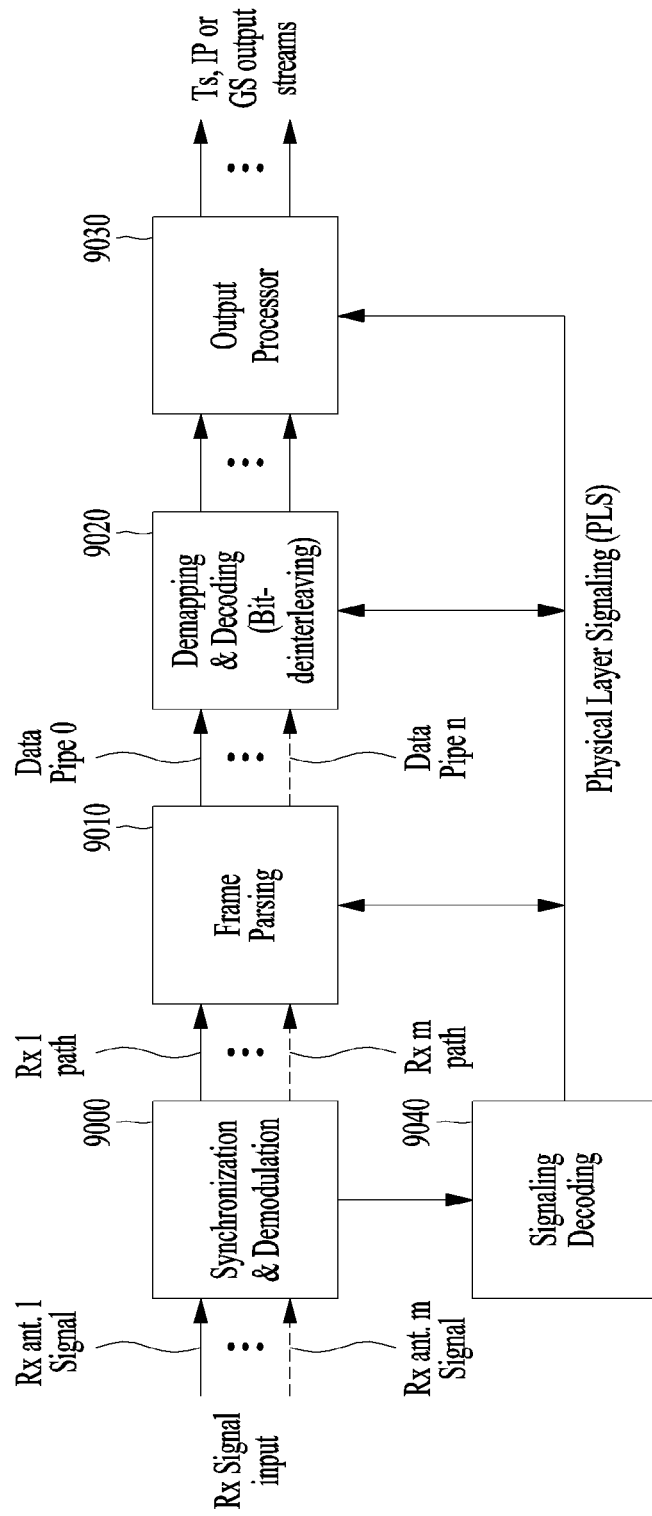 Rx Signal
input
Rx ant. 1
Signal
Rx ant. m
Signal
9000
Synchronization
& Demodulation
Rx 1
path
Rx m
path
9010
Frame
Parsing
Data
Pipe 0
Data
Pipe n
9020
Demapping
& Decoding
(Bit-
deinterleaving)
9030
Output
Processor
Ts, IP or
GS output
streams
9040
Signaling
Decoding
Physical Layer Signaling (PLS)